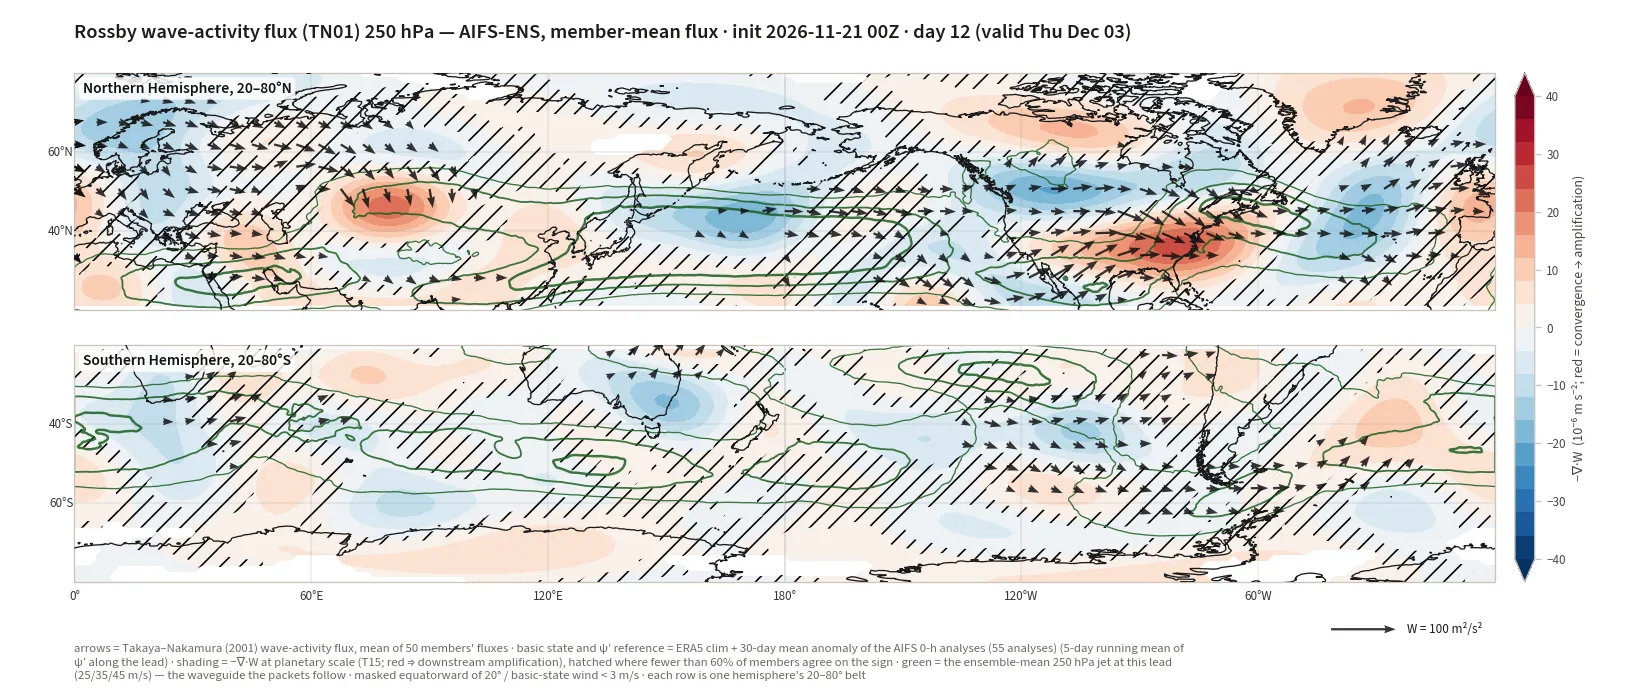 Rossby wave-activity flux (TN01) 250 hPa — AIFS-ENS, member-mean flux · init 2026-11-21 00Z · day 12 (valid Thu Dec 03)
Northern Hemisphere, 20–80°N
60°N
40°N
Southern Hemisphere, 20–80°S
40°S
60°S
0°
60°E
120°E
180°
120°W
60°W
40
30
20
10
0
−10
−20
−30
−40
−∇·W (10⁻⁶ m s⁻²; red = convergence → amplification)
W = 100 m²/s²
arrows = Takaya–Nakamura (2001) wave-activity flux, mean of 50 members' fluxes · basic state and ψ' reference = ERA5 clim + 30-day mean anomaly of the AIFS 0-h analyses (55 analyses) (5-day running mean of
ψ' along the lead) · shading = −∇·W at planetary scale (T15; red ⇒ downstream amplification), hatched where fewer than 60% of members agree on the sign · green = the ensemble-mean 250 hPa jet at this lead
(25/35/45 m/s) — the waveguide the packets follow · masked equatorward of 20° / basic-state wind < 3 m/s · each row is one hemisphere's 20–80° belt